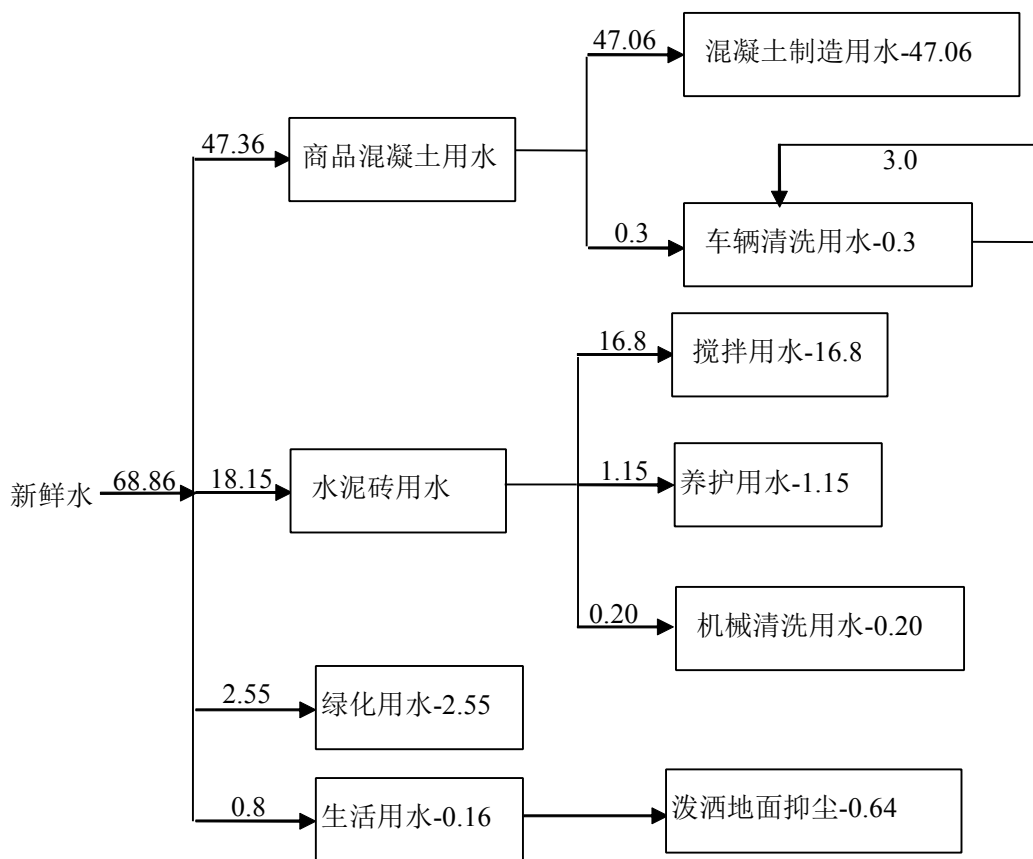 47.06
混凝土制造用水-47.06
47.36
商品混凝土用水
3.0
0.3
车辆清洗用水-0.3
16.8
搅拌用水-16.8
新鲜水
68.86
18.15
水泥砖用水
1.15
养护用水-1.15
0.20
机械清洗用水-0.20
2.55
绿化用水-2.55
0.8
生活用水-0.16
泼洒地面抑尘-0.64